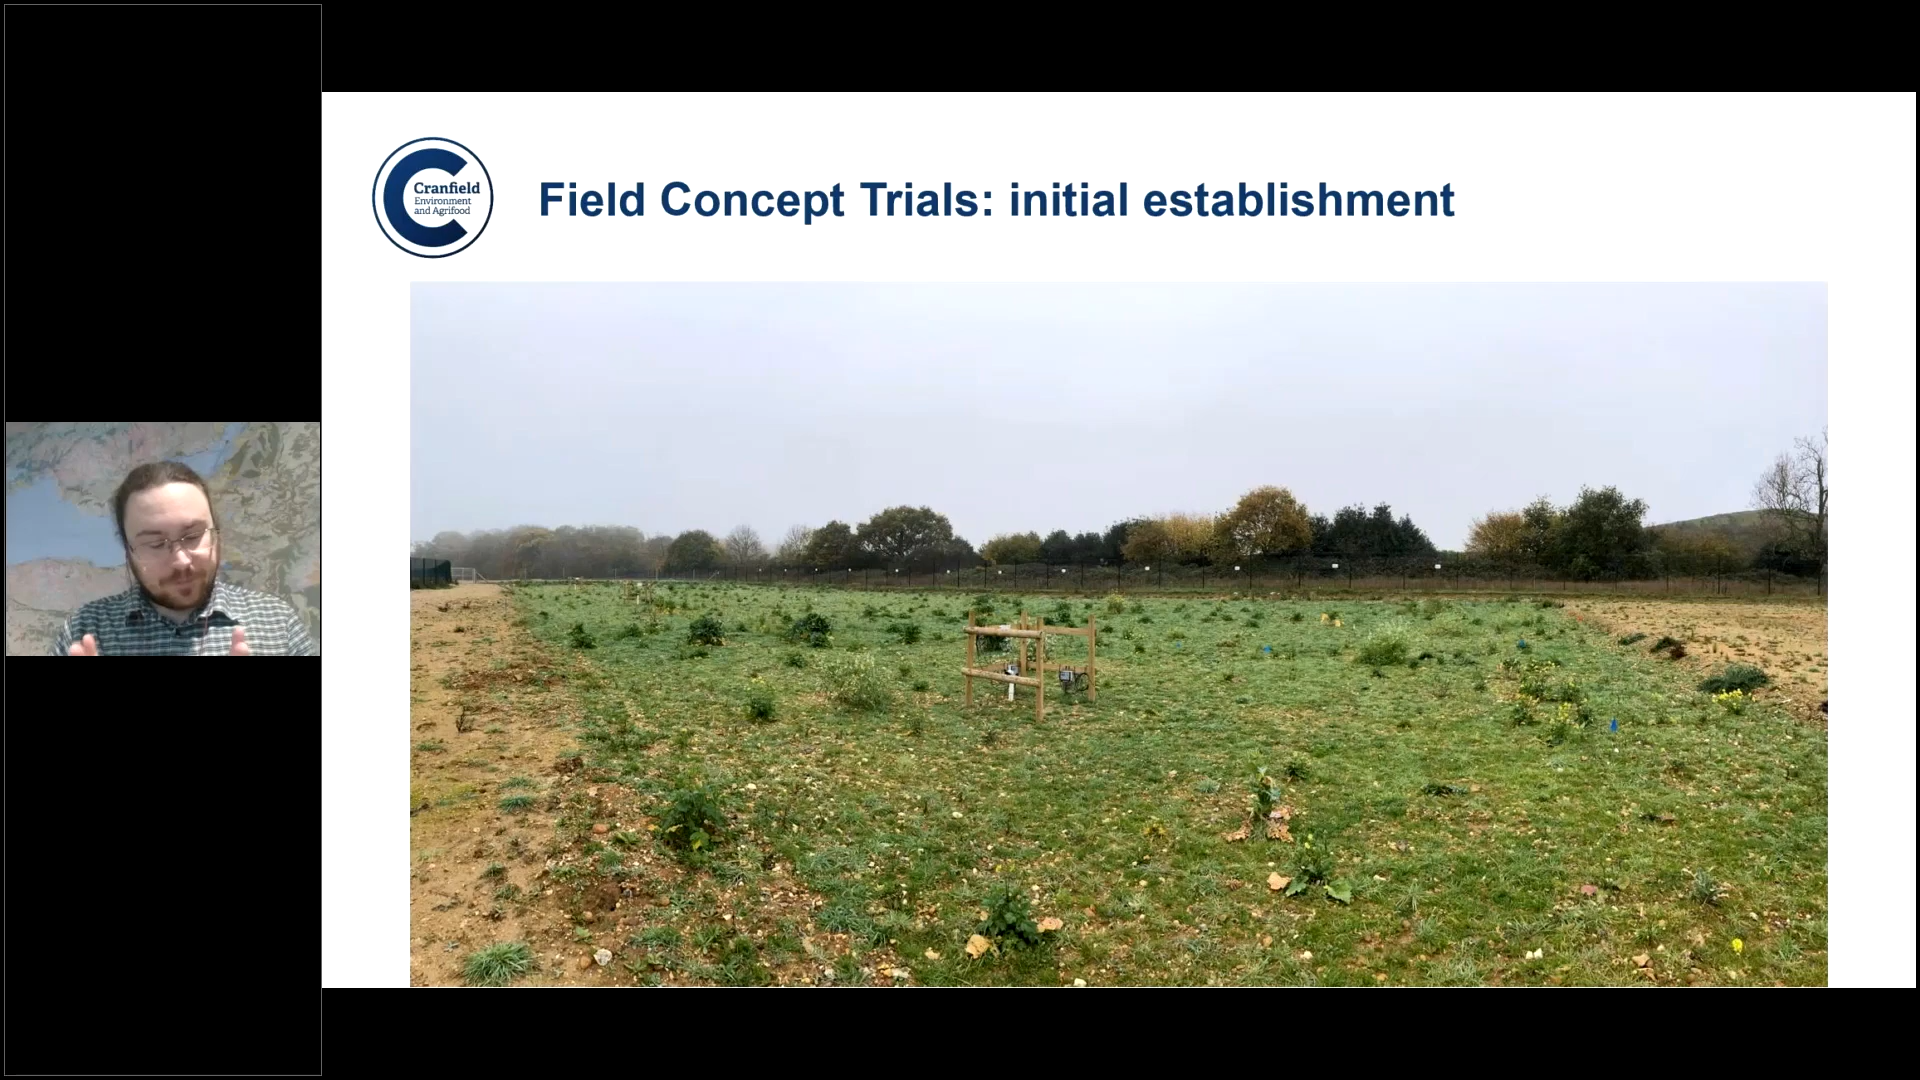 Cranfield
Environment
and Agrifood
Field Concept Trials: initial establishment